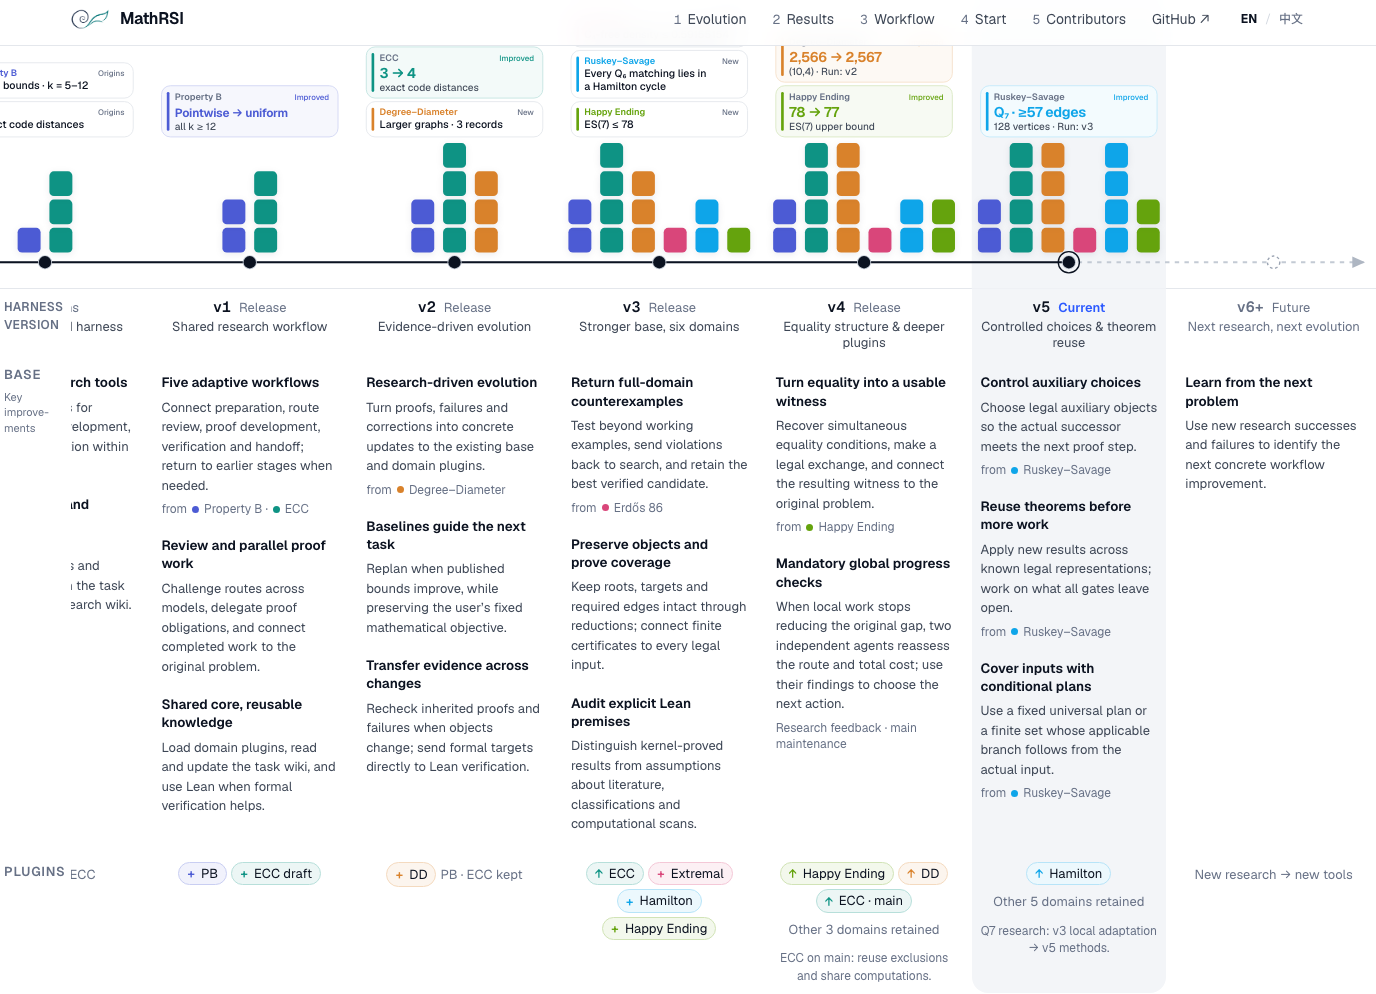 MathRSI
1 Evolution
2 Results
3 Workflow
4 Start
5 Contributors
GitHub ↗
EN / 中文
ty B
Origins
bounds · k = 5–12
Origins
ct code distances
Property B
Improved
Pointwise → uniform
all k ≥ 12
ECC
Improved
3 → 4
exact code distances
Degree–Diameter
New
Larger graphs · 3 records
Ruskey–Savage
New
Every Q₆ matching lies in
a Hamilton cycle
Happy Ending
New
ES(7) ≤ 78
2,566 → 2,567
(10,4) · Run: v2
Happy Ending
Improved
78 → 77
ES(7) upper bound
Ruskey–Savage
Improved
Q₇ · ≥57 edges
128 vertices · Run: v3
HARNESS
VERSION
harness
v1 Release
Shared research workflow
v2 Release
Evidence-driven evolution
v3 Release
Stronger base, six domains
v4 Release
Equality structure & deeper
plugins
v5 Current
Controlled choices & theorem
reuse
v6+ Future
Next research, next evolution
BASE
Key
improve-
ments
rch tools
for
elopment,
ion within
and
s and
the task
earch wiki.
Five adaptive workflows
Connect preparation, route
review, proof development,
verification and handoff;
return to earlier stages when
needed.
from Property B · ECC
Review and parallel proof
work
Challenge routes across
models, delegate proof
obligations, and connect
completed work to the
original problem.
Shared core, reusable
knowledge
Load domain plugins, read
and update the task wiki, and
use Lean when formal
verification helps.
Research-driven evolution
Turn proofs, failures and
corrections into concrete
updates to the existing base
and domain plugins.
from Degree–Diameter
Baselines guide the next
task
Replan when published
bounds improve, while
preserving the user’s fixed
mathematical objective.
Transfer evidence across
changes
Recheck inherited proofs and
failures when objects
change; send formal targets
directly to Lean verification.
Return full-domain
counterexamples
Test beyond working
examples, send violations
back to search, and retain the
best verified candidate.
from Erdős 86
Preserve objects and
prove coverage
Keep roots, targets and
required edges intact through
reductions; connect finite
certificates to every legal
input.
Audit explicit Lean
premises
Distinguish kernel-proved
results from assumptions
about literature,
classifications and
computational scans.
Turn equality into a usable
witness
Recover simultaneous
equality conditions, make a
legal exchange, and connect
the resulting witness to the
original problem.
from Happy Ending
Mandatory global progress
checks
When local work stops
reducing the original gap, two
independent agents reassess
the route and total cost; use
their findings to choose the
next action.
Research feedback · main
maintenance
Control auxiliary choices
Choose legal auxiliary objects
so the actual successor
meets the next proof step.
from Ruskey–Savage
Reuse theorems before
more work
Apply new results across
known legal representations;
work on what all gates leave
open.
from Ruskey–Savage
Cover inputs with
conditional plans
Use a fixed universal plan or
a finite set whose applicable
branch follows from the
actual input.
from Ruskey–Savage
Learn from the next
problem
Use new research successes
and failures to identify the
next concrete workflow
improvement.
PLUGINS
ECC
+ PB
+ ECC draft
+ DD
PB · ECC kept
↑ ECC
+ Extremal
+ Hamilton
+ Happy Ending
↑ Happy Ending
↑ DD
↑ ECC · main
Other 3 domains retained
ECC on main: reuse exclusions
and share computations.
↑ Hamilton
Other 5 domains retained
Q7 research: v3 local adaptation
→ v5 methods.
New research → new tools